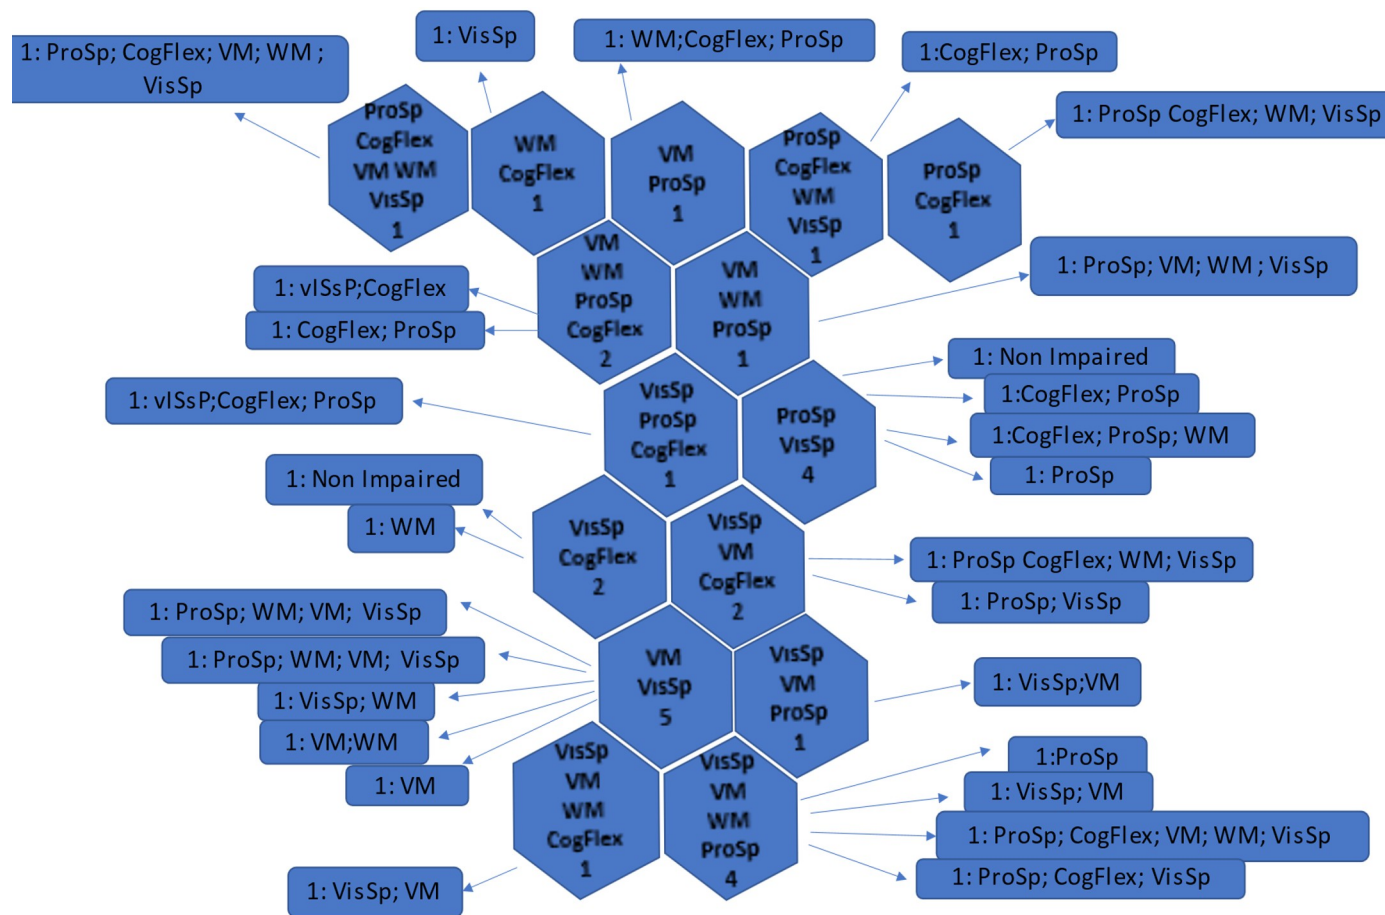 1: ProSp; CogFlex; VM; WM ;
VisSp
1: VisSp
1: WM;CogFlex; ProSp
1:CogFlex; ProSp
1: ProSp CogFlex; WM; VisSp
ProSp
CogFlex
VM WM
VisSp
1
WM
CogFlex
1
VM
ProSp
1
ProSp
CogFlex
WM
VisSp
1
ProSp
CogFlex
1
VM
WM
ProSp
CogFlex
2
VM
WM
ProSp
1
1: vISsP;CogFlex
1: CogFlex; ProSp
1: ProSp; VM; WM ; VisSp
VisSp
ProSp
CogFlex
1
ProSp
VisSp
4
1: vISsP;CogFlex; ProSp
1: Non Impaired
1:CogFlex; ProSp
1:CogFlex; ProSp; WM
1: ProSp
1: Non Impaired
1: WM
VisSp
CogFlex
2
VisSp
VM
CogFlex
2
1: ProSp CogFlex; WM; VisSp
1: ProSp; VisSp
1: ProSp; WM; VM; VisSp
1: ProSp; WM; VM; VisSp
1: VisSp; WM
1: VM;WM
1: VM
VM
VisSp
5
VisSp
VM
ProSp
1
1: VisSp;VM
VisSp
VM
WM
CogFlex
1
VisSp
VM
WM
ProSp
4
1:ProSp
1: VisSp; VM
1: ProSp; CogFlex; VM; WM; VisSp
1: ProSp; CogFlex; VisSp
1: VisSp; VM